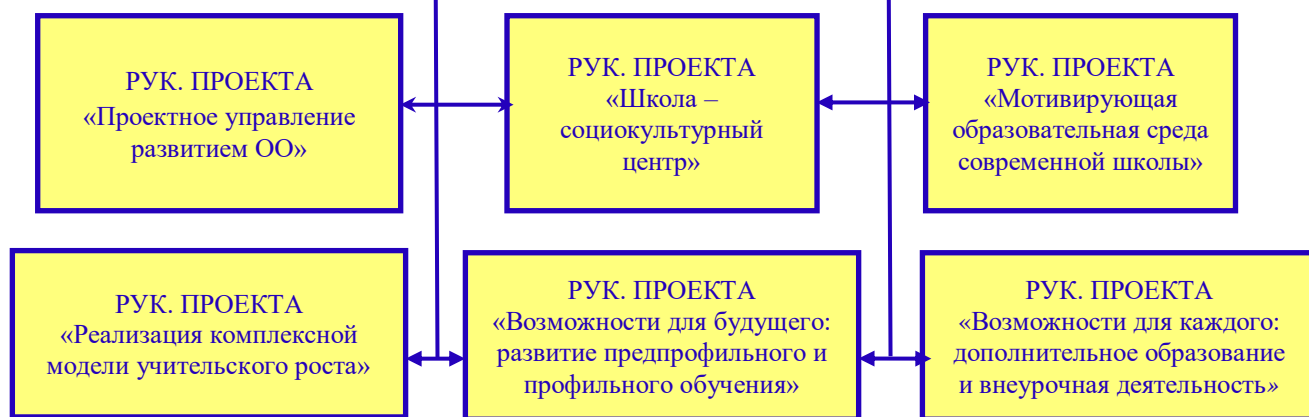 РУК. ПРОЕКТА
«Проектное управление
развитием ОО»
РУК. ПРОЕКТА
«Школа –
социокультурный
центр»
РУК. ПРОЕКТА
«Мотивирующая
образовательная среда
современной школы»
РУК. ПРОЕКТА
«Реализация комплексной
модели учительского роста»
РУК. ПРОЕКТА
«Возможности для будущего:
развитие предпрофильного и
профильного обучения»
РУК. ПРОЕКТА
«Возможности для каждого:
дополнительное образование
и внеурочная деятельность»